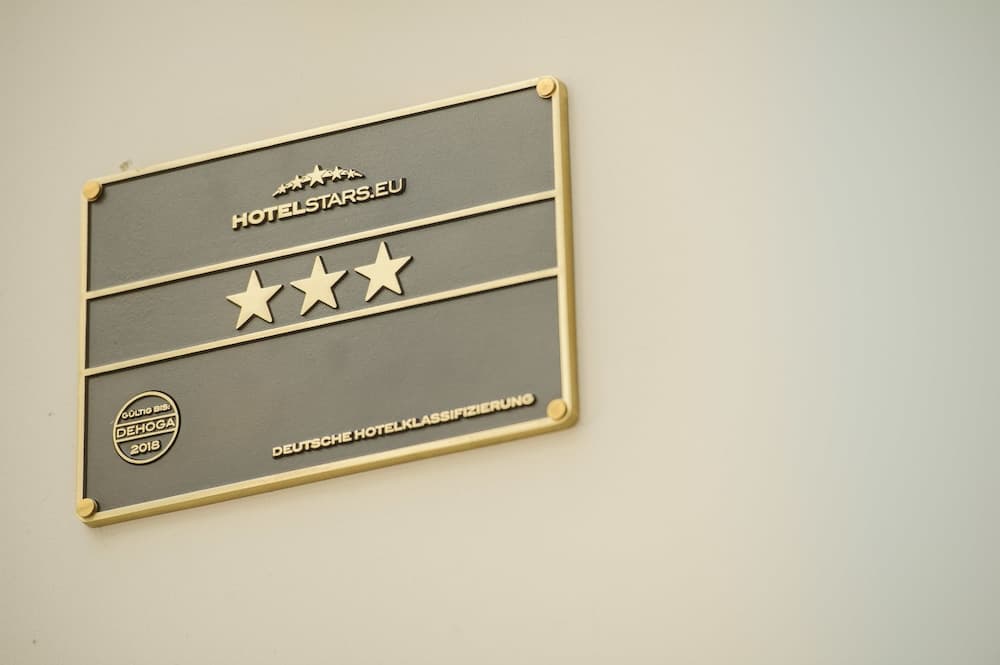 HOTELSTARS.EU
GÜLTIG BIS:
DEHOGA
2018
DEUTSCHE HOTELKLASSIFIZIERUNG